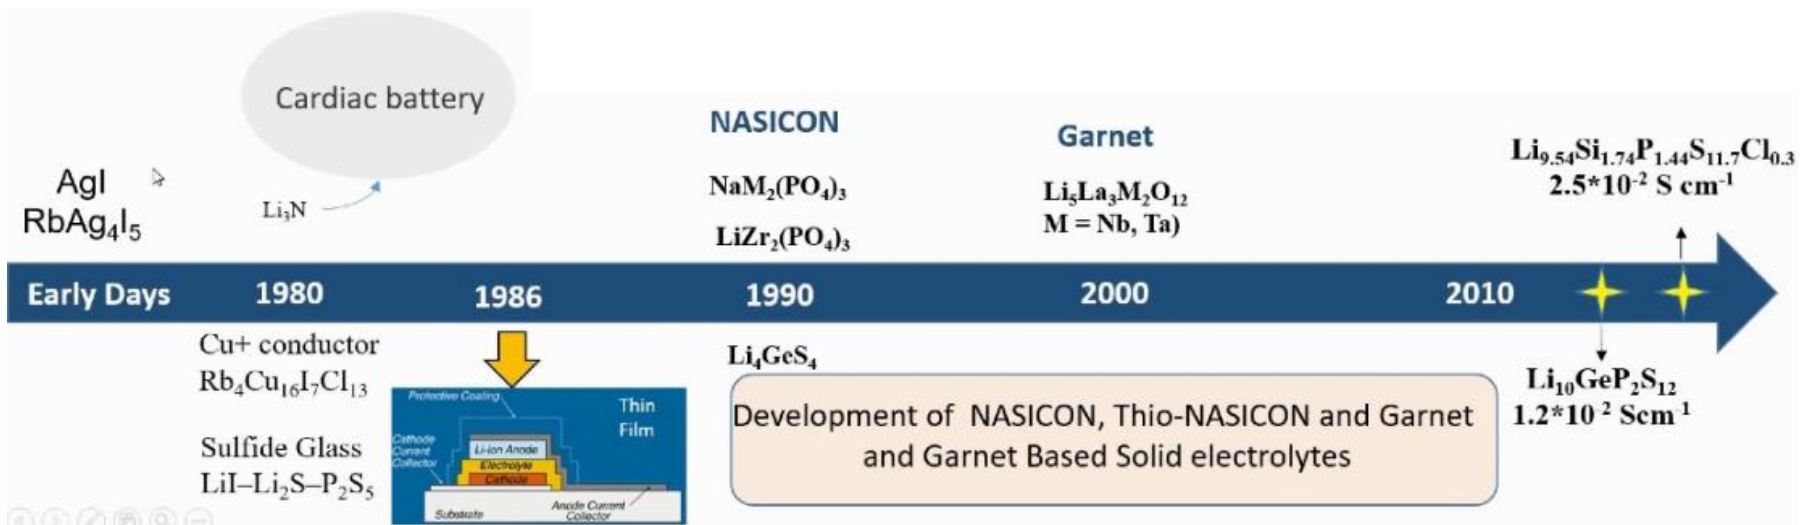 Cardiac battery
AgI
RbAg₄I₅
Li₃N
NASICON
NaM₂(PO₄)₃
LiZr₂(PO₄)₃
Garnet
Li₅La₃M₂O₁₂
M = Nb, Ta)
Li₉.₅₄Si₁.₇₄P₁.₄₄S₁₁.₇Cl₀.₃
2.5*10⁻² S cm⁻¹
Early Days
1980
1986
1990
2000
2010
Cu+ conductor
Rb₄Cu₁₆I₇Cl₁₃
Sulfide Glass
LiI–Li₂S–P₂S₅
Protective Coating
Thin
Film
Cathode
Current
Collector
Li-Ion Anode
Electrolyte
Cathode
Substrate
Anode Current
Collector
Li₄GeS₄
Development of NASICON, Thio-NASICON and Garnet
and Garnet Based Solid electrolytes
Li₁₀GeP₂S₁₂
1.2*10⁻² Scm⁻¹